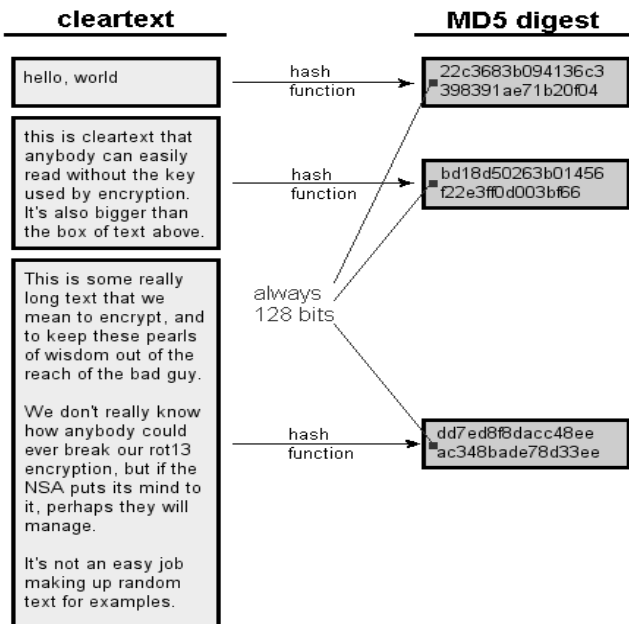 cleartext
MD5 digest
hello, world
hash
function
22c3683b094136c3
398391ae71b20f04
this is cleartext that
anybody can easily
read without the key
used by encryption.
It's also bigger than
the box of text above.
hash
function
bd18d50263b01456
f22e3ff0d003bf66
always
128 bits
This is some really
long text that we
mean to encrypt, and
to keep these pearls
of wisdom out of the
reach of the bad guy.
We don't really know
how anybody could
ever break our rot13
encryption, but if the
NSA puts its mind to
it, perhaps they will
manage.
It's not an easy job
making up random
text for examples.
hash
function
dd7ed8f8dacc48ee
ac348bade78d33ee